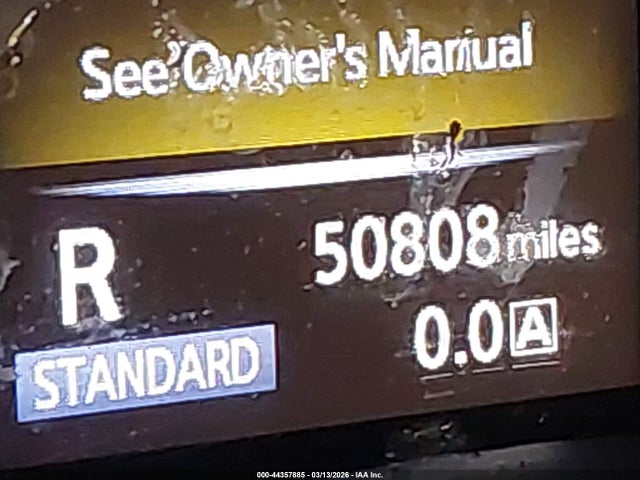 See Owner's Manual
R
50808 miles
STANDARD
0.0 A
000-44357885 - 03/13/2026 - IAA Inc.